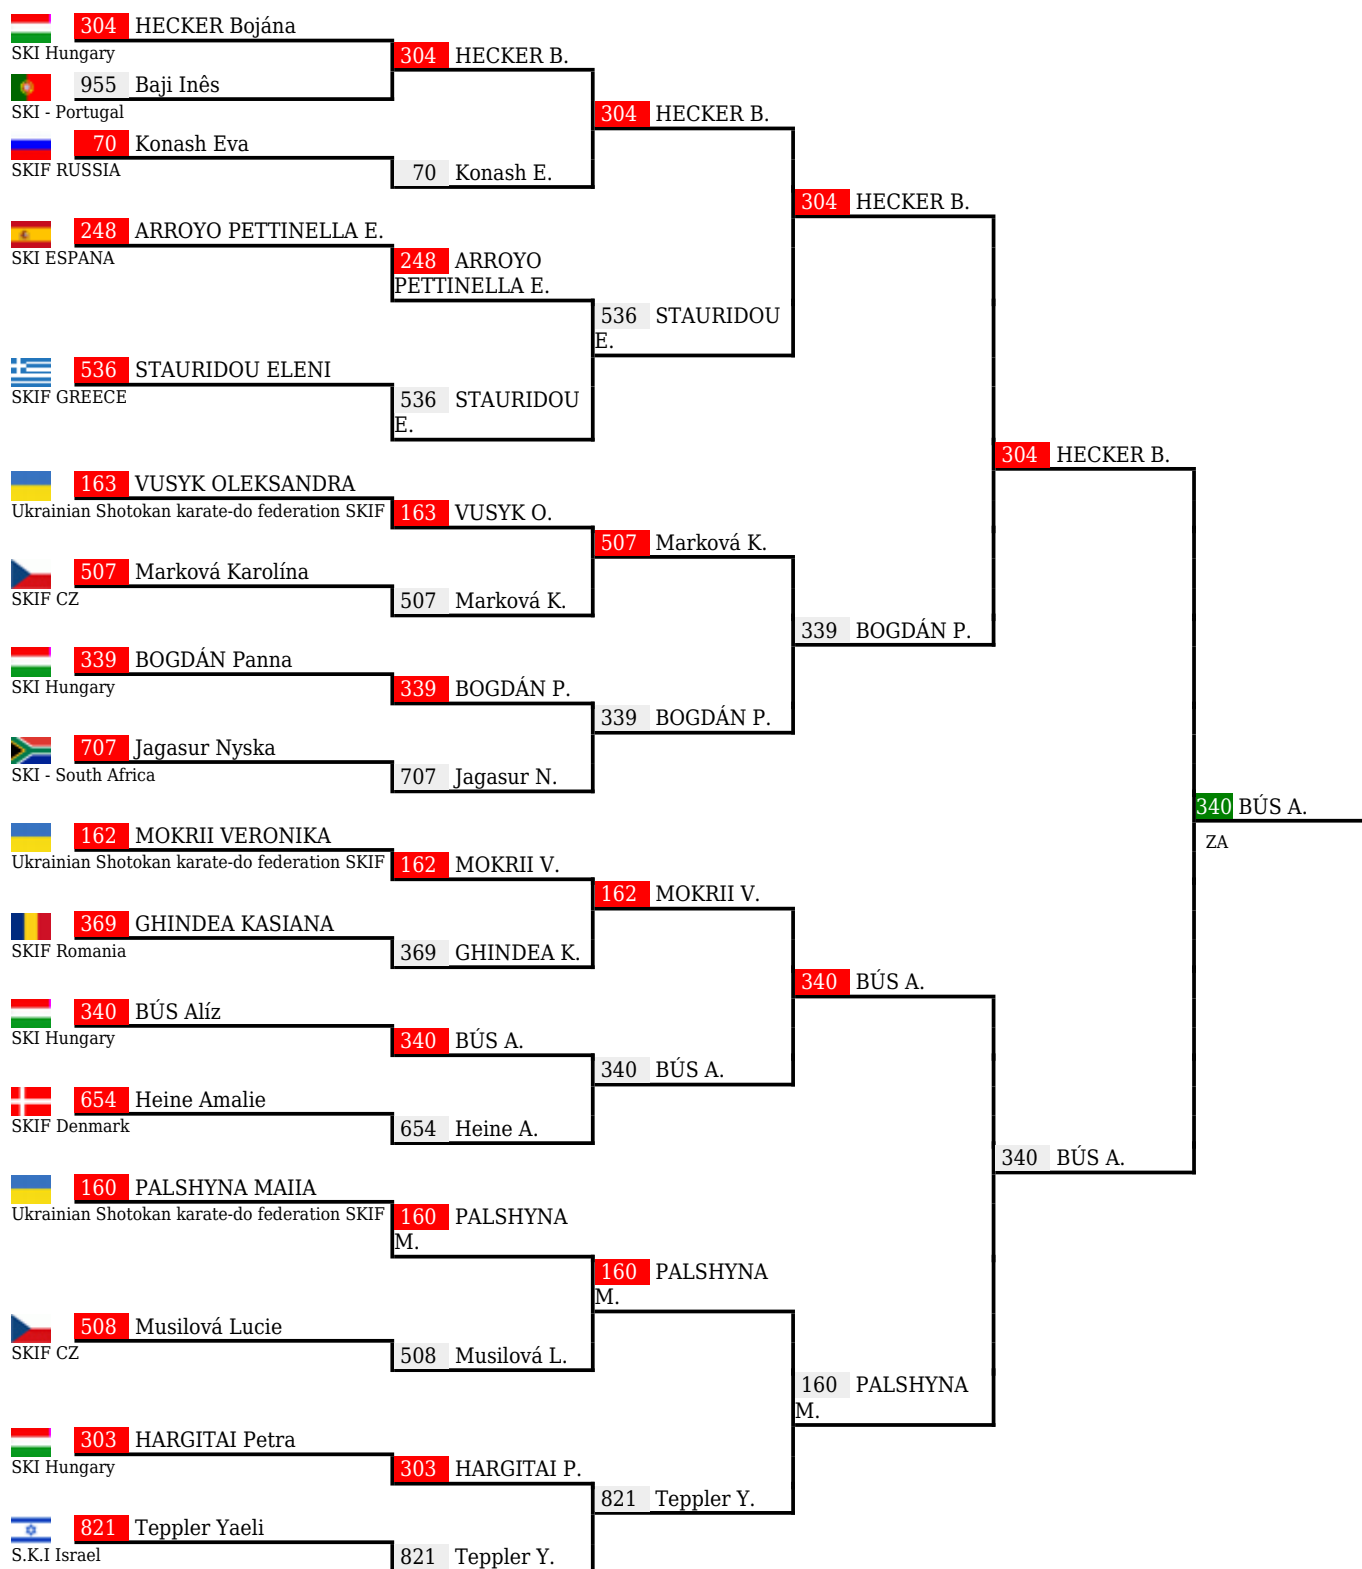 304 HECKER Bojána
SKI Hungary
304 HECKER B.
955 Baji Inês
SKI - Portugal
304 HECKER B.
70 Konash Eva
SKIF RUSSIA
70 Konash E.
304 HECKER B.
248 ARROYO PETTINELLA E.
SKI ESPANA
248 ARROYO
PETTINELLA E.
536 STAURIDOU
E.
536 STAURIDOU ELENI
SKIF GREECE
536 STAURIDOU
E.
304 HECKER B.
163 VUSYK OLEKSANDRA
Ukrainian Shotokan karate-do federation SKIF
163 VUSYK O.
507 Marková K.
507 Marková Karolína
SKIF CZ
507 Marková K.
339 BOGDÁN P.
339 BOGDÁN Panna
SKI Hungary
339 BOGDÁN P.
339 BOGDÁN P.
707 Jagasur Nyska
SKI - South Africa
707 Jagasur N.
340 BÚS A.
ZA
162 MOKRII VERONIKA
Ukrainian Shotokan karate-do federation SKIF
162 MOKRII V.
162 MOKRII V.
369 GHINDEA KASIANA
SKIF Romania
369 GHINDEA K.
340 BÚS A.
340 BÚS Alíz
SKI Hungary
340 BÚS A.
340 BÚS A.
654 Heine Amalie
SKIF Denmark
654 Heine A.
340 BÚS A.
160 PALSHYNA MAIIA
Ukrainian Shotokan karate-do federation SKIF
160 PALSHYNA
M.
160 PALSHYNA
M.
508 Musilová Lucie
SKIF CZ
508 Musilová L.
160 PALSHYNA
M.
303 HARGITAI Petra
SKI Hungary
303 HARGITAI P.
821 Teppler Y.
821 Teppler Yaeli
S.K.I Israel
821 Teppler Y.